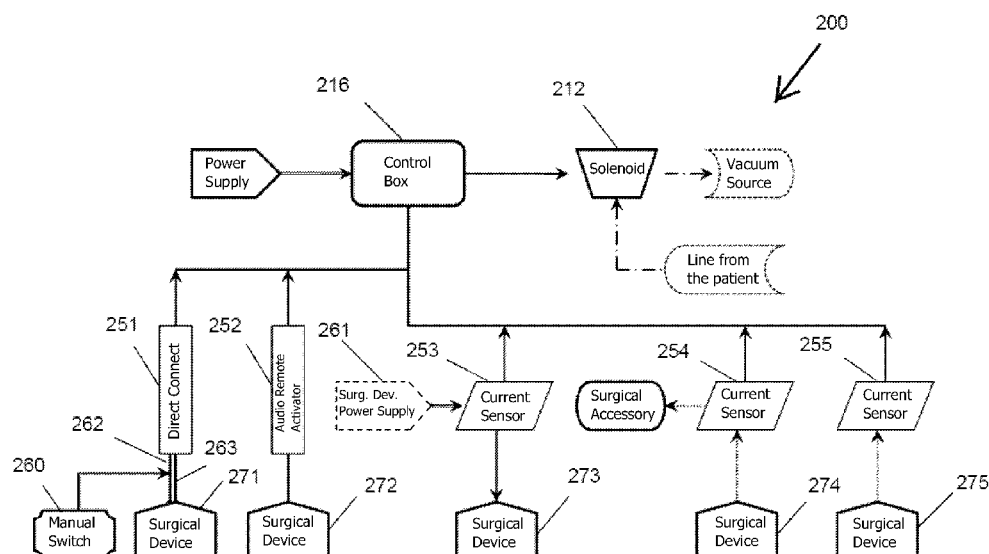 200
216
212
Power
Supply
Control
Box
Solenoid
Vacuum
Source
Line from
the patient
251
252
261
253
254
255
Direct Connect
Audio Remote
Activator
Surg. Dev.
Power Supply
Current
Sensor
Surgical
Accessory
Current
Sensor
Current
Sensor
262
263
260
271
272
273
274
275
Manual
Switch
Surgical
Device
Surgical
Device
Surgical
Device
Surgical
Device
Surgical
Device